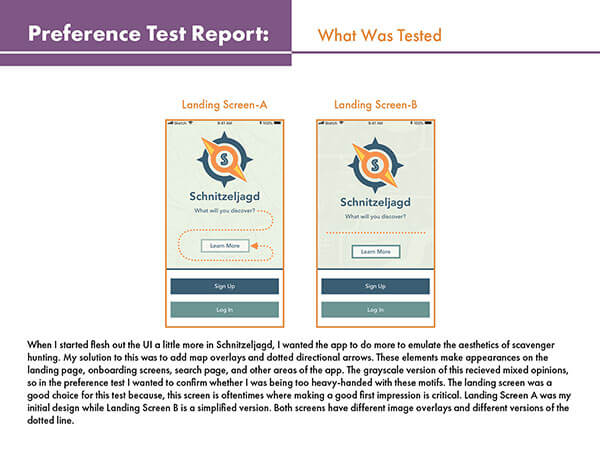 Preference Test Report:
What Was Tested
Landing Screen-A
Landing Screen-B
Sketch
9:41 AM
100%
S
Schnitzeljagd
What will you discover?
Learn More
Sign Up
Log In
Sketch
9:41 AM
100%
S
Schnitzeljagd
What will you discover?
Learn More
Sign Up
Log In
When I started flesh out the UI a little more in Schnitzeljagd, I wanted the app to do more to emulate the aesthetics of scavenger
hunting. My solution to this was to add map overlays and dotted directional arrows. These elements make appearances on the
landing page, onboarding screens, search page, and other areas of the app. The grayscale version of this recieved mixed opinions,
so in the preference test I wanted to confirm whether I was being too heavy-handed with these motifs. The landing screen was a
good choice for this test because, this screen is oftentimes where making a good first impression is critical. Landing Screen A was my
initial design while Landing Screen B is a simplified version. Both screens have different image overlays and different versions of the
dotted line.